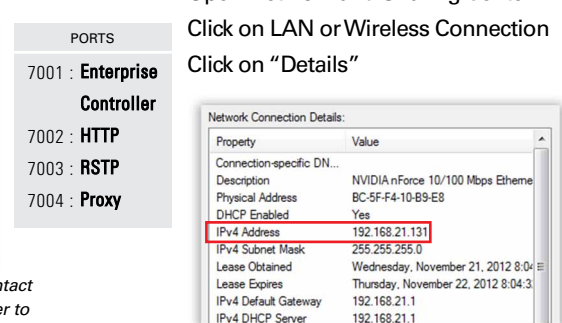 Click on LAN or Wireless Connection
Click on “Details”
PORTS
7001 : Enterprise
Controller
7002 : HTTP
7003 : RSTP
7004 : Proxy
er to
Network Connection Details:
Property Value
Connection-specific DN...
Description NVIDIA nForce 10/100 Mbps Etherne
Physical Address BC-5F-F4-10-B9-E8
DHCP Enabled Yes
IPv4 Address 192.168.21.131
IPv4 Subnet Mask 255.255.255.0
Lease Obtained Wednesday, November 21, 2012 8:04
Lease Expires Thursday, November 22, 2012 8:04:3
IPv4 Default Gateway 192.168.21.1
IPv4 DHCP Server 192.168.21.1